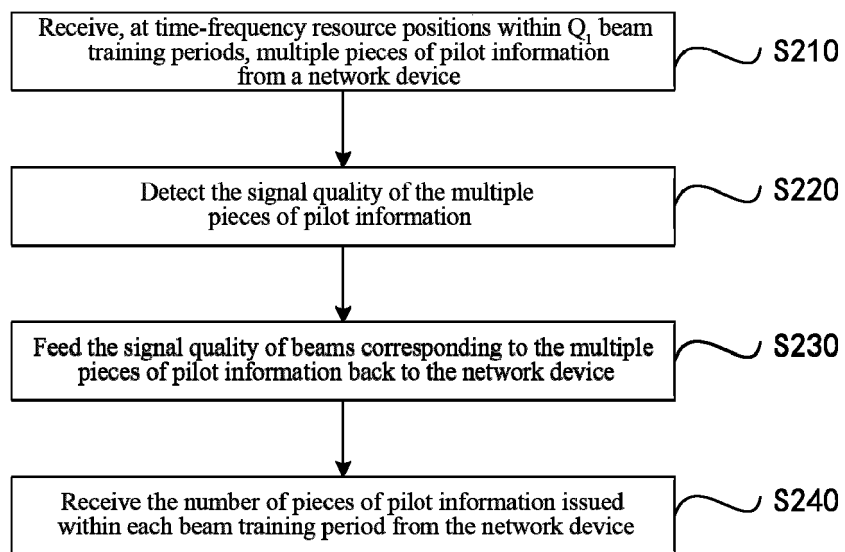 Receive, at time-frequency resource positions within Q₁ beam
training periods, multiple pieces of pilot information
from a network device
S210
Detect the signal quality of the multiple
pieces of pilot information
S220
Feed the signal quality of beams corresponding to the multiple
pieces of pilot information back to the network device
S230
Receive the number of pieces of pilot information issued
within each beam training period from the network device
S240